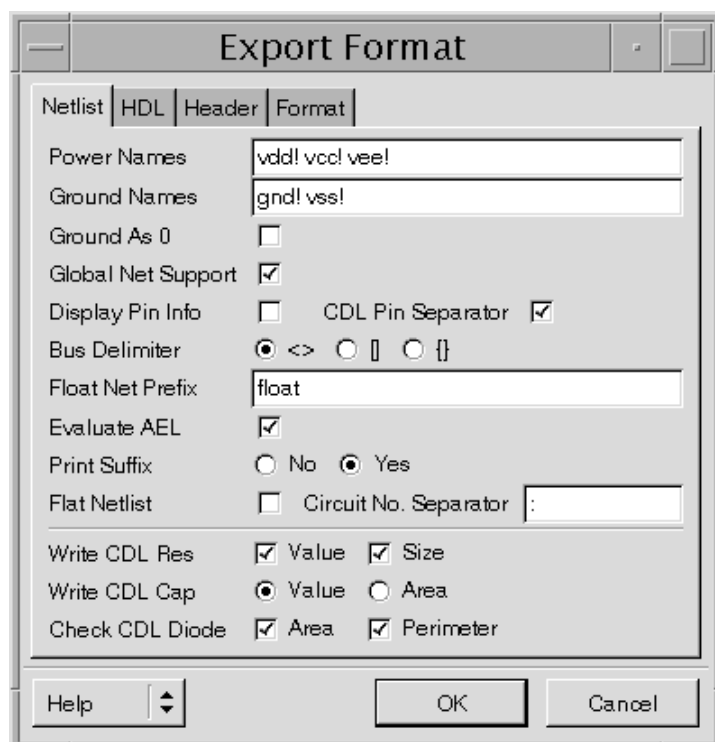 Export Format
Netlist HDL Header Format
Power Names vdd! vcc! vee!
Ground Names gnd! vss!
Ground As 0
Global Net Support
Display Pin Info CDL Pin Separator
Bus Delimiter <> [] {}
Float Net Prefix float
Evaluate AEL
Print Suffix No Yes
Flat Netlist Circuit No. Separator :
Write CDL Res Value Size
Write CDL Cap Value Area
Check CDL Diode Area Perimeter
Help OK Cancel